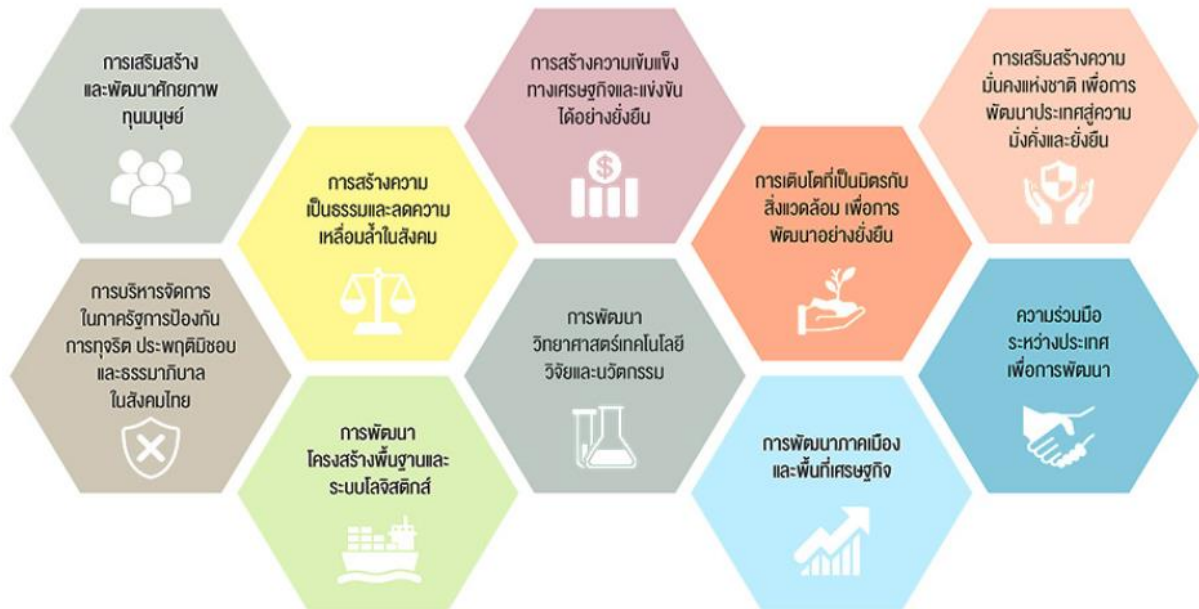 การเสริมสร้าง
และพัฒนาศักยภาพ
ทุนมนุษย์
การสร้างความ
เป็นธรรมและลดความ
เหลื่อมล้ำในสังคม
การสร้างความเข้มแข็ง
ทางเศรษฐกิจและแข่งขัน
ได้อย่างยั่งยืน
การเติบโตที่เป็นมิตรกับ
สิ่งแวดล้อม เพื่อการ
พัฒนาอย่างยั่งยืน
การเสริมสร้างความ
มั่นคงแห่งชาติ เพื่อการ
พัฒนาประเทศสู่ความ
มั่งคั่งและยั่งยืน
การบริหารจัดการ
ในภาครัฐการป้องกัน
การทุจริต ประพฤติมิชอบ
และธรรมาภิบาล
ในสังคมไทย
การพัฒนา
โครงสร้างพื้นฐานและ
ระบบโลจิสติกส์
การพัฒนา
วิทยาศาสตร์เทคโนโลยี
วิจัยและนวัตกรรม
การพัฒนาภาคเมือง
และพื้นที่เศรษฐกิจ
ความร่วมมือ
ระหว่างประเทศ
เพื่อการพัฒนา
$